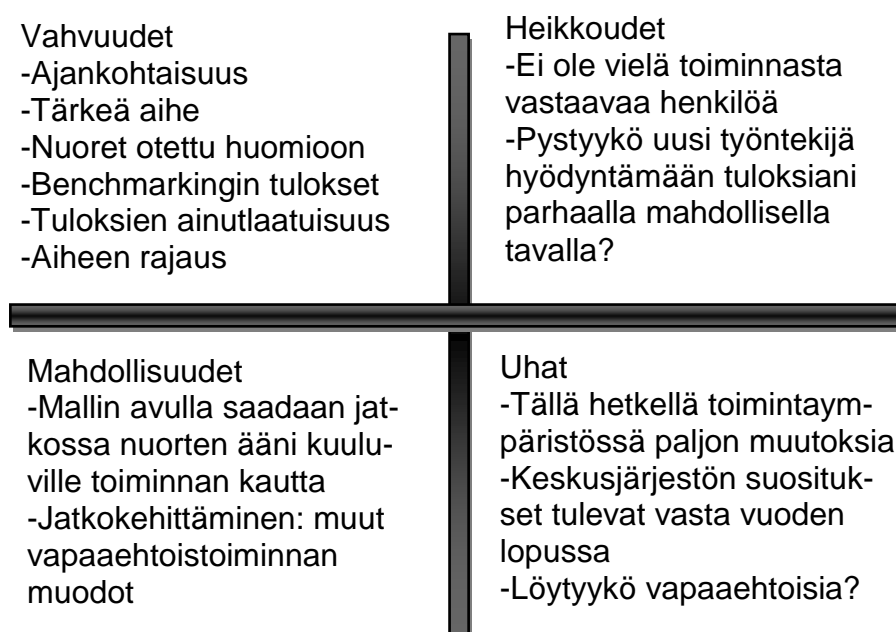 Vahvuudet
-Ajankohtaisuus
-Tärkeä aihe
-Nuoret otettu huomioon
-Benchmarkingin tulokset
-Tuloksien ainutlaatuisuus
-Aiheen rajaus
Heikkoudet
-Ei ole vielä toiminnasta
vastaavaa henkilöä
-Pystyykö uusi työntekijä
hyödyntämään tuloksiani
parhaalla mahdollisella
tavalla?
Mahdollisuudet
-Mallin avulla saadaan jat-
kossa nuorten ääni kuulu-
ville toiminnan kautta
-Jatkokehittäminen: muut
vapaaehtoistoiminnan
muodot
Uhat
-Tällä hetkellä toimintaym-
päristössä paljon muutoksia
-Keskusjärjestön suosituk-
set tulevat vasta vuoden
lopussa
-Löytyykö vapaaehtoisia?